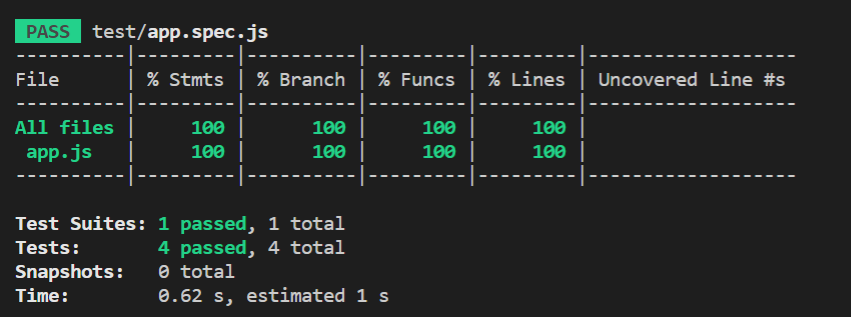 PASS test/app.spec.js
----------|---------|----------|---------|---------|-------------------
File      | % Stmts | % Branch | % Funcs | % Lines | Uncovered Line #s
----------|---------|----------|---------|---------|-------------------
All files |     100 |      100 |     100 |     100 |
 app.js   |     100 |      100 |     100 |     100 |
----------|---------|----------|---------|---------|-------------------
Test Suites: 1 passed, 1 total
Tests:       4 passed, 4 total
Snapshots:   0 total
Time:        0.62 s, estimated 1 s